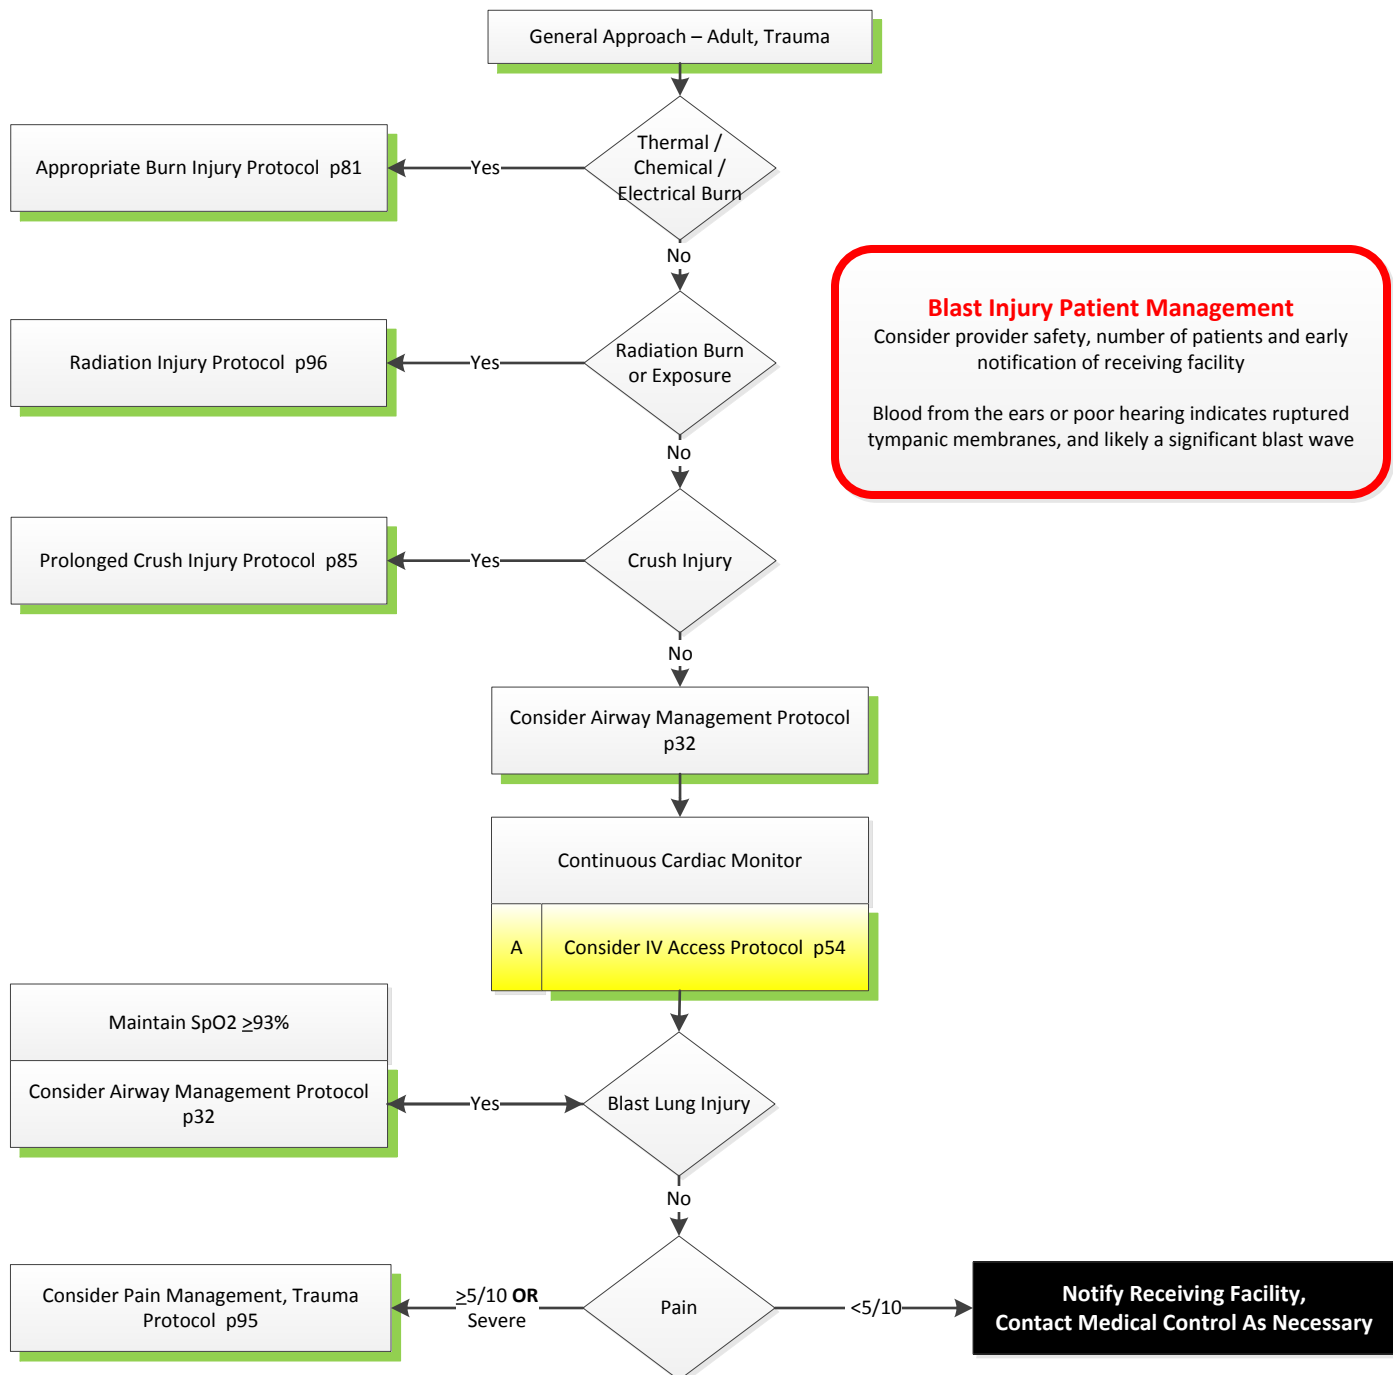 General Approach – Adult, Trauma
Thermal /
Chemical /
Electrical Burn
Yes
Appropriate Burn Injury Protocol  p81
No
Blast Injury Patient Management
Consider provider safety, number of patients and early
notification of receiving facility
Blood from the ears or poor hearing indicates ruptured
tympanic membranes, and likely a significant blast wave
Radiation Burn
or Exposure
Yes
Radiation Injury Protocol  p96
No
Crush Injury
Yes
Prolonged Crush Injury Protocol  p85
No
Consider Airway Management Protocol
p32
Continuous Cardiac Monitor
A
Consider IV Access Protocol  p54
Blast Lung Injury
Yes
Maintain SpO2 ≥93%
Consider Airway Management Protocol
p32
No
Pain
≥5/10 OR
Severe
Consider Pain Management, Trauma
Protocol  p95
<5/10
Notify Receiving Facility,
Contact Medical Control As Necessary